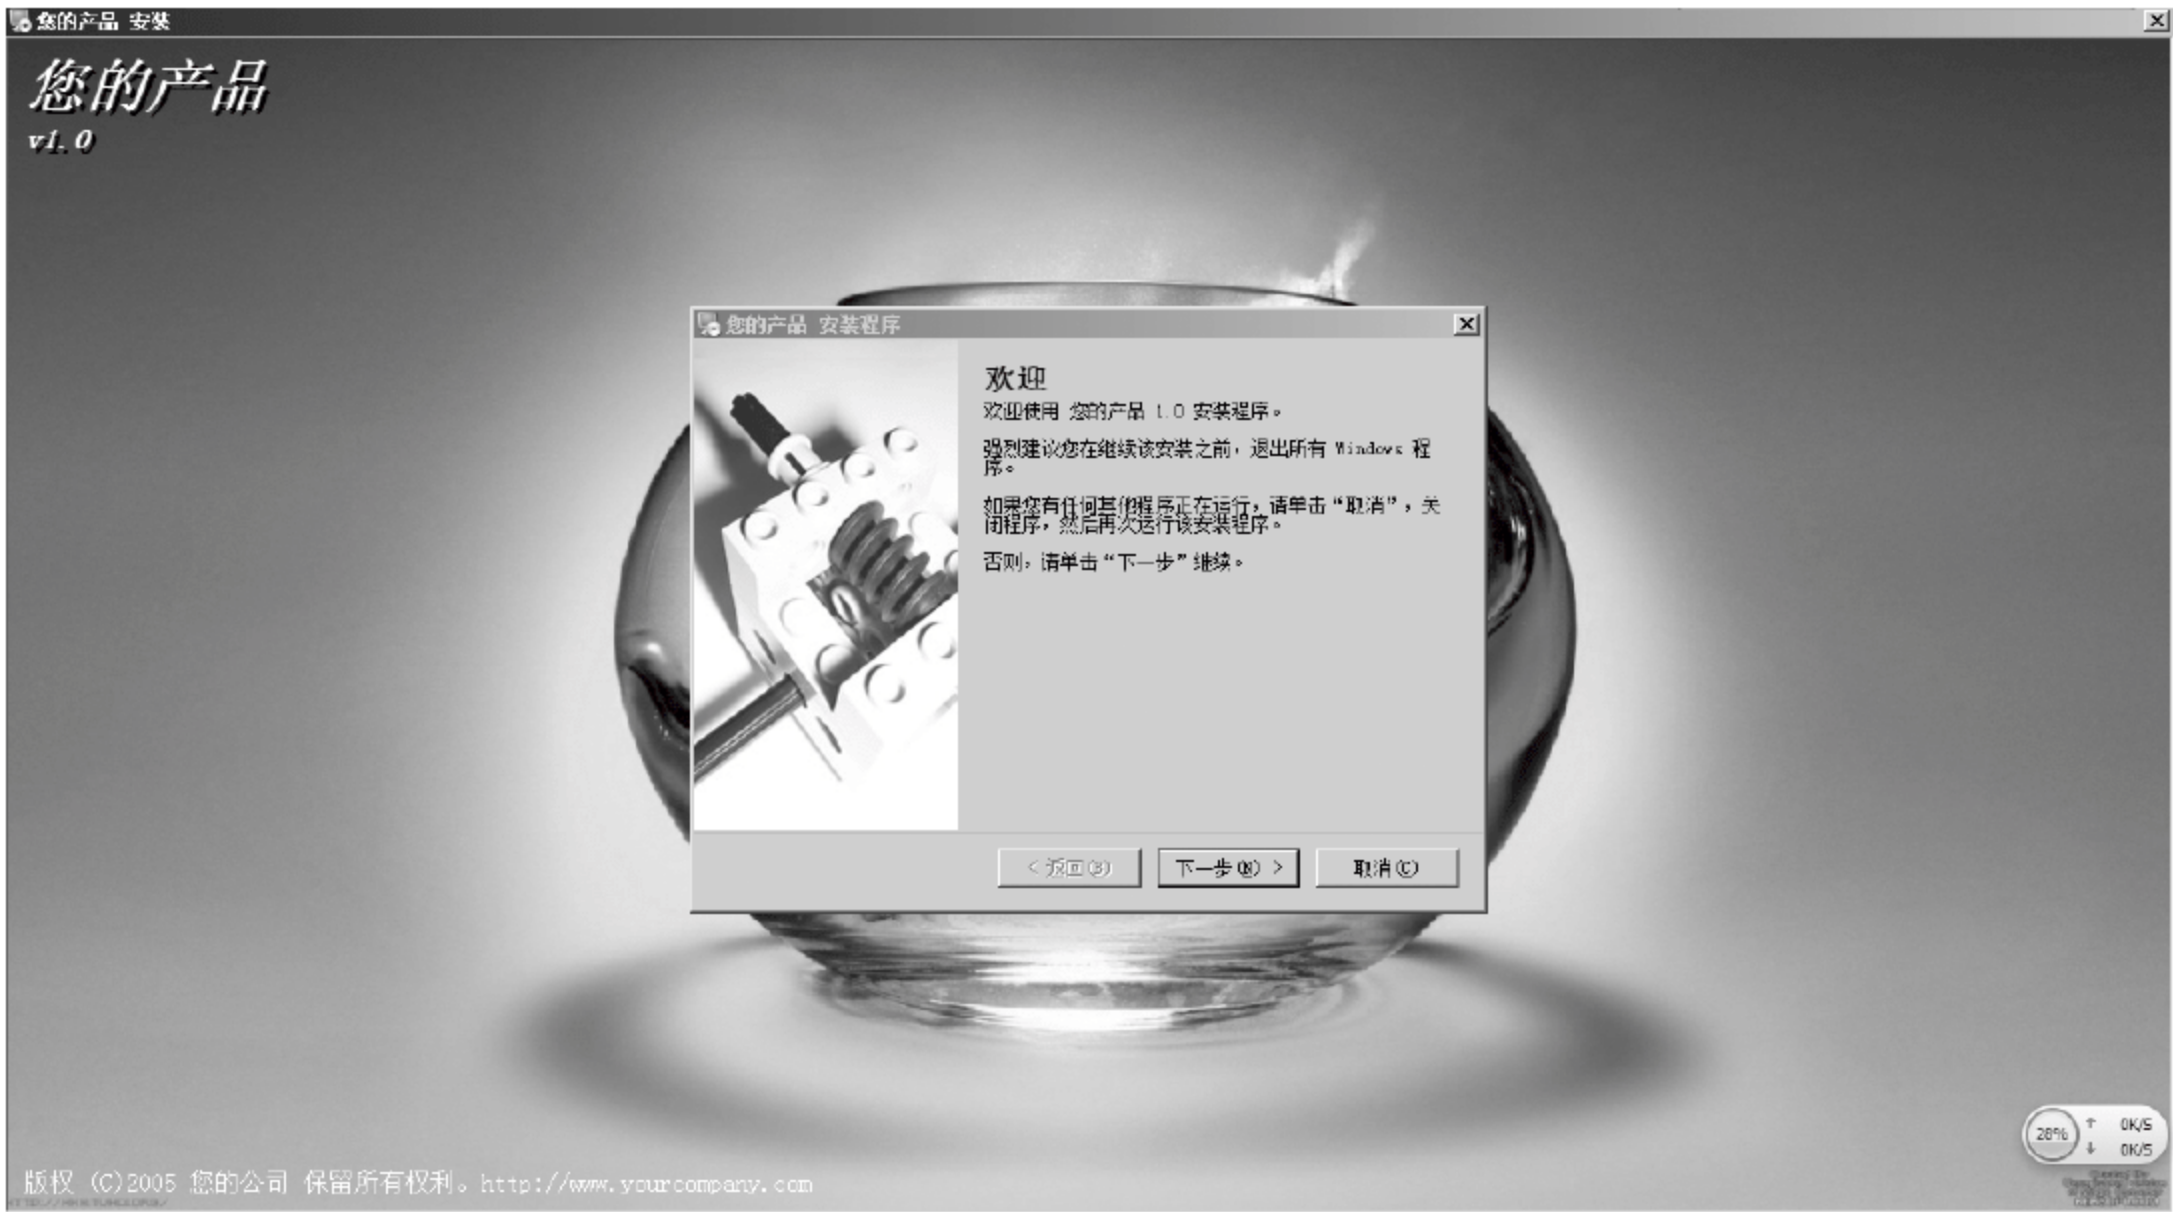 您的产品 安装
您的产品
v1.0
您的产品 安装程序
欢迎
欢迎使用 您的产品 1.0 安装程序。
强烈建议您在继续该安装之前，退出所有 Windows 程
序。
如果您有任何其他程序正在运行，请单击“取消”，关
闭程序，然后再次运行该安装程序。
否则，请单击“下一步”继续。
< 返回(B)
下一步(N) >
取消(C)
28%
↑ 0K/S
↓ 0K/S
版权 (C)2005 您的公司 保留所有权利。http://www.yourcompany.com